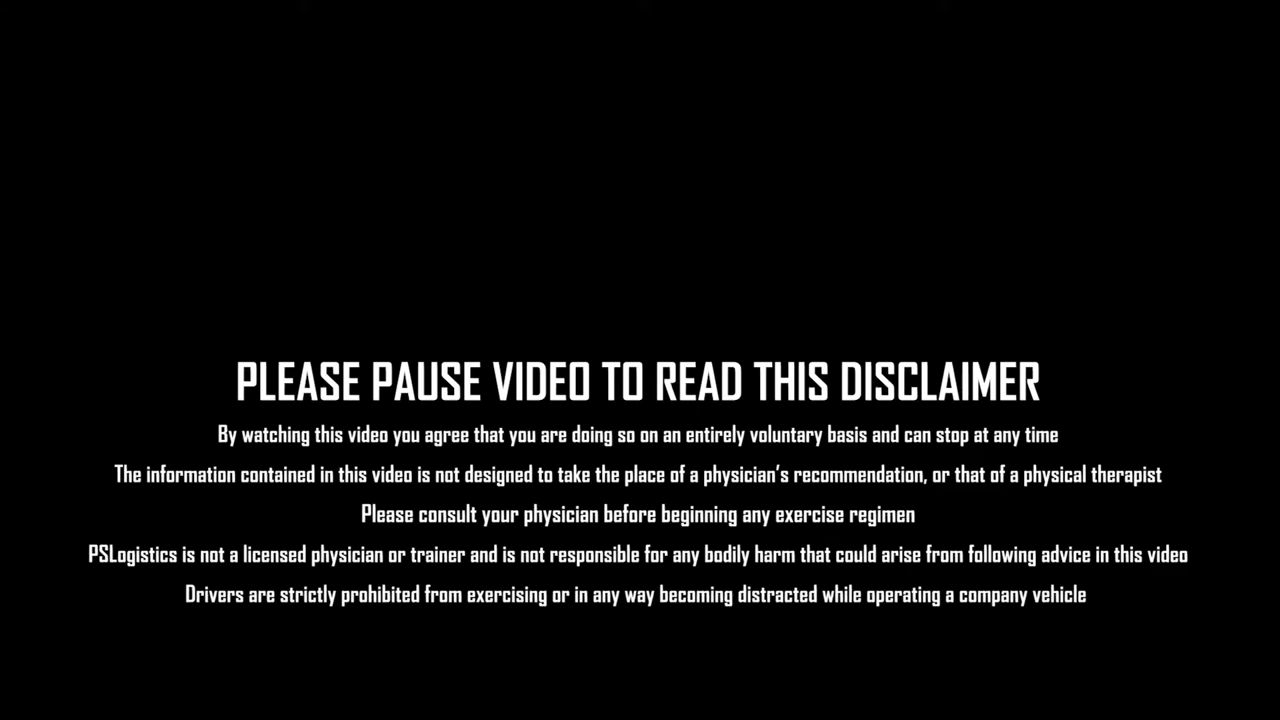 PLEASE PAUSE VIDEO TO READ THIS DISCLAIMER
By watching this video you agree that you are doing so on an entirely voluntary basis and can stop at any time
The information contained in this video is not designed to take the place of a physician's recommendation, or that of a physical therapist
Please consult your physician before beginning any exercise regimen
PSLogistics is not a licensed physician or trainer and is not responsible for any bodily harm that could arise from following advice in this video
Drivers are strictly prohibited from exercising or in any way becoming distracted while operating a company vehicle